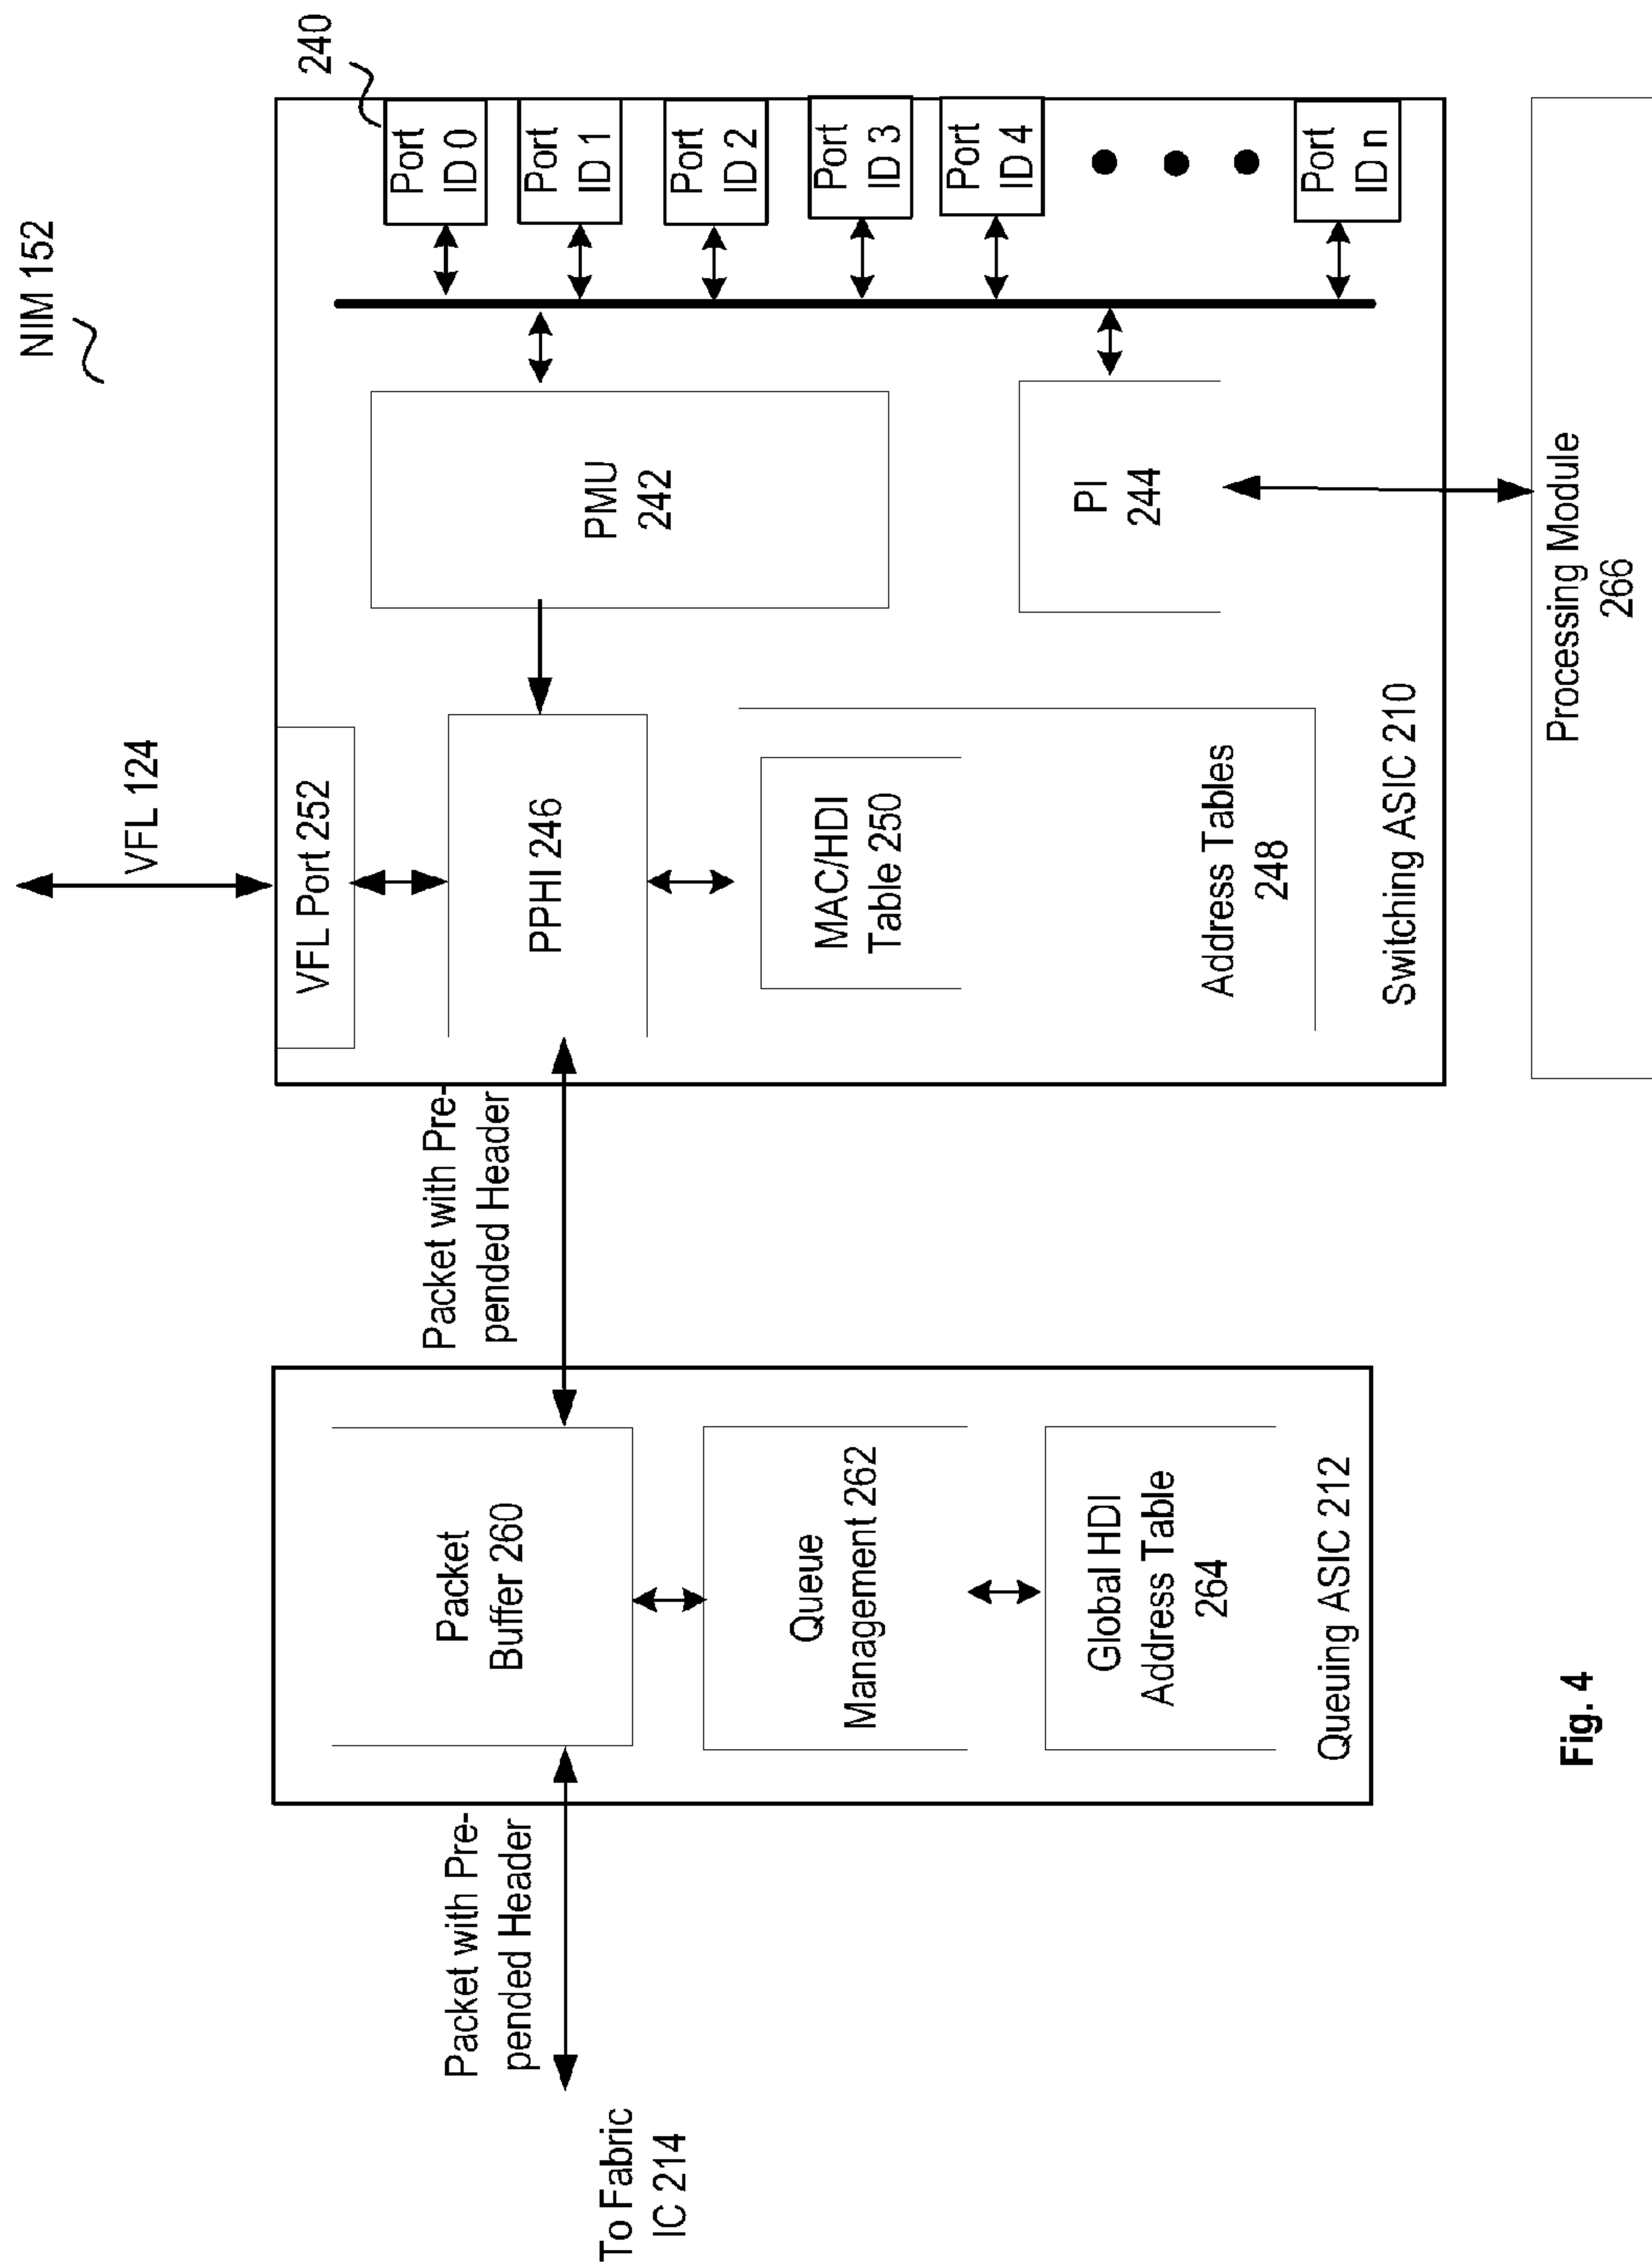 NIM 152
VFL 124
240
VFL Port 252
Port
ID 0
Port
ID 1
Port
ID 2
Port
ID 3
Port
ID 4
Port
ID n
PMU
242
PI
244
PPHI 246
MAC/HDI
Table 250
Address Tables
248
Switching ASIC 210
Processing Module
266
Packet with Pre-
pended Header
Packet
Buffer 260
Queue
Management 262
Global HDI
Address Table
264
Queuing ASIC 212
Packet with Pre-
pended Header
To Fabric
IC 214
Fig. 4